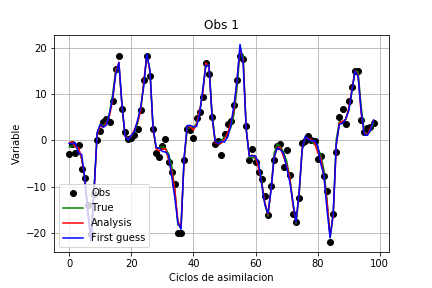 Obs 1
Variable
20
10
0
−10
−20
Obs
True
Analysis
First guess
0
20
40
60
80
100
Ciclos de asimilacion